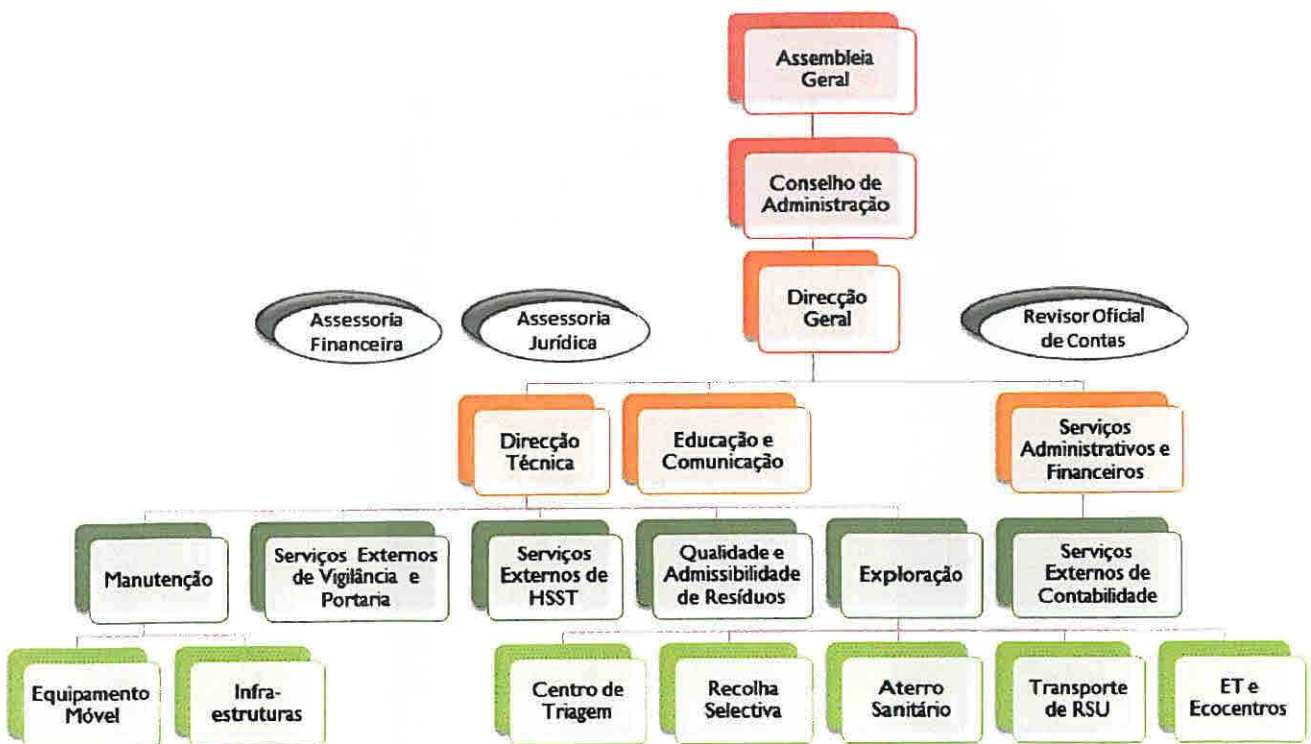 Assembleia
Geral
Conselho de
Administração
Direcção
Geral
Assessoria
Financeira
Assessoria
Jurídica
Revisor Oficial
de Contas
Direcção
Técnica
Educação e
Comunicação
Serviços
Administrativos e
Financeiros
Manutenção
Serviços Externos
de Vigilância e
Portaria
Serviços
Externos de
HSST
Qualidade e
Admissibilidade
de Resíduos
Exploração
Serviços
Externos de
Contabilidade
Equipamento
Móvel
Infra-
estruturas
Centro de
Triagem
Recolha
Selectiva
Aterro
Sanitário
Transporte
de RSU
ET e
Ecocentros